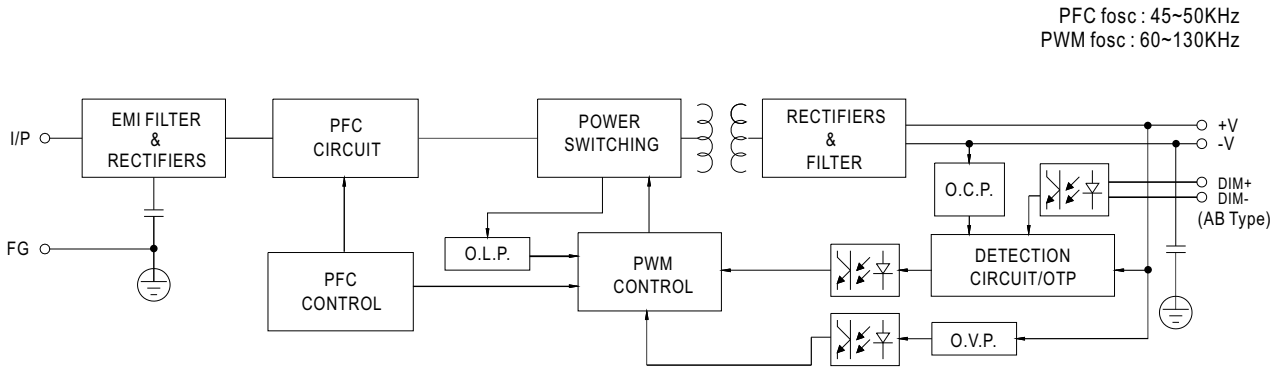 PFC fosc : 45~50KHz
PWM fosc : 60~130KHz
I/P
EMI FILTER
&
RECTIFIERS
PFC
CIRCUIT
POWER
SWITCHING
RECTIFIERS
&
FILTER
+V
-V
DIM+
DIM-
(AB Type)
O.C.P.
FG
O.L.P.
PFC
CONTROL
PWM
CONTROL
DETECTION
CIRCUIT/OTP
O.V.P.